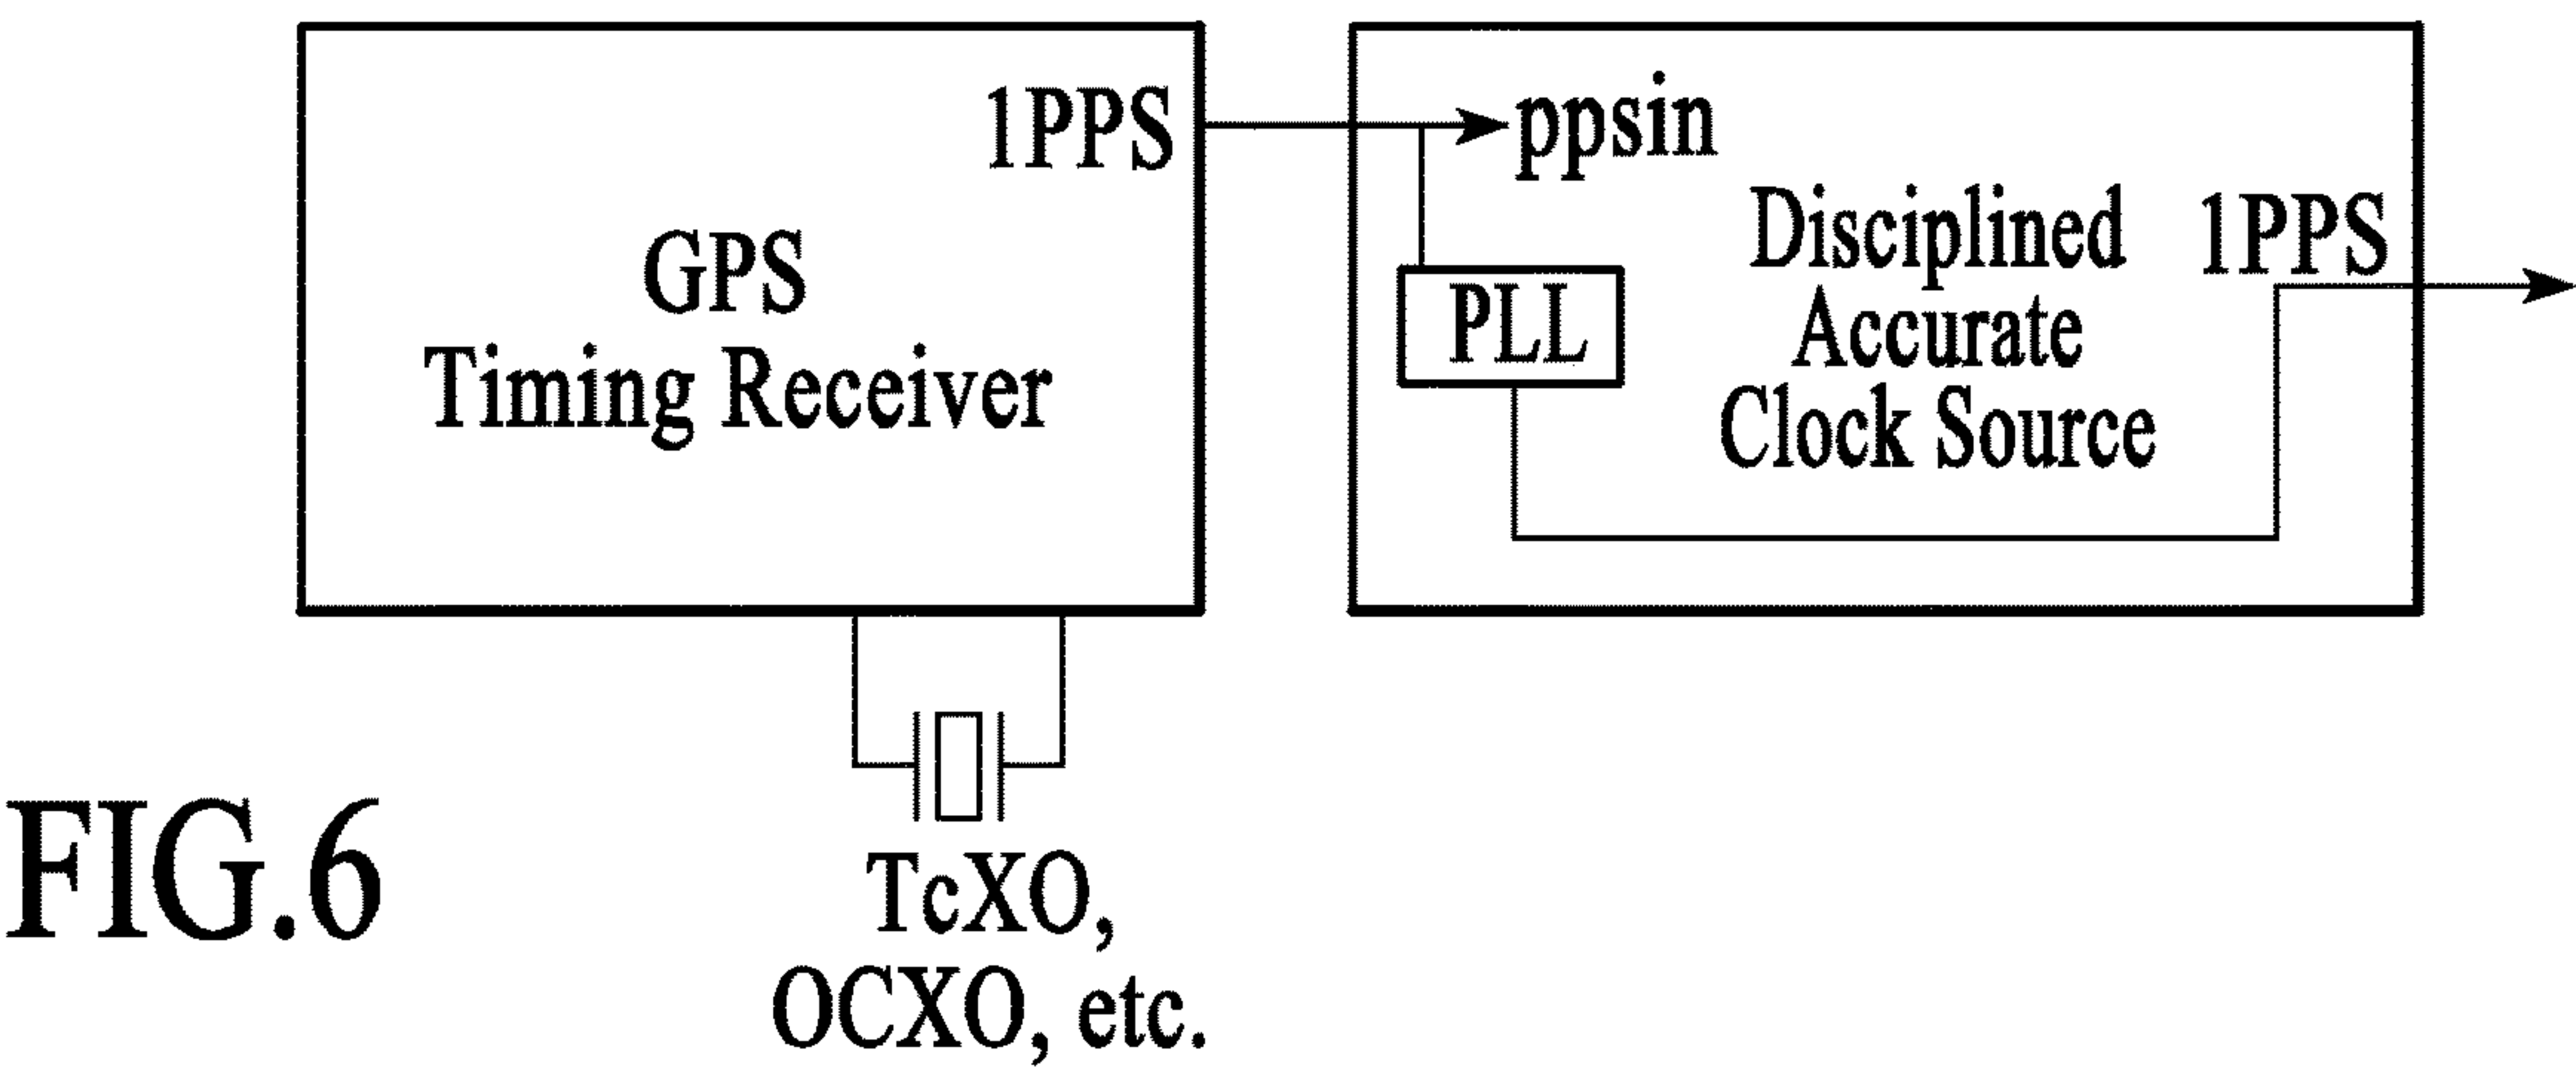 1PPS
GPS
Timing Receiver
ppsin
PLL
Disciplined
Accurate
Clock Source
1PPS
TcXO,
OCXO, etc.
FIG.6